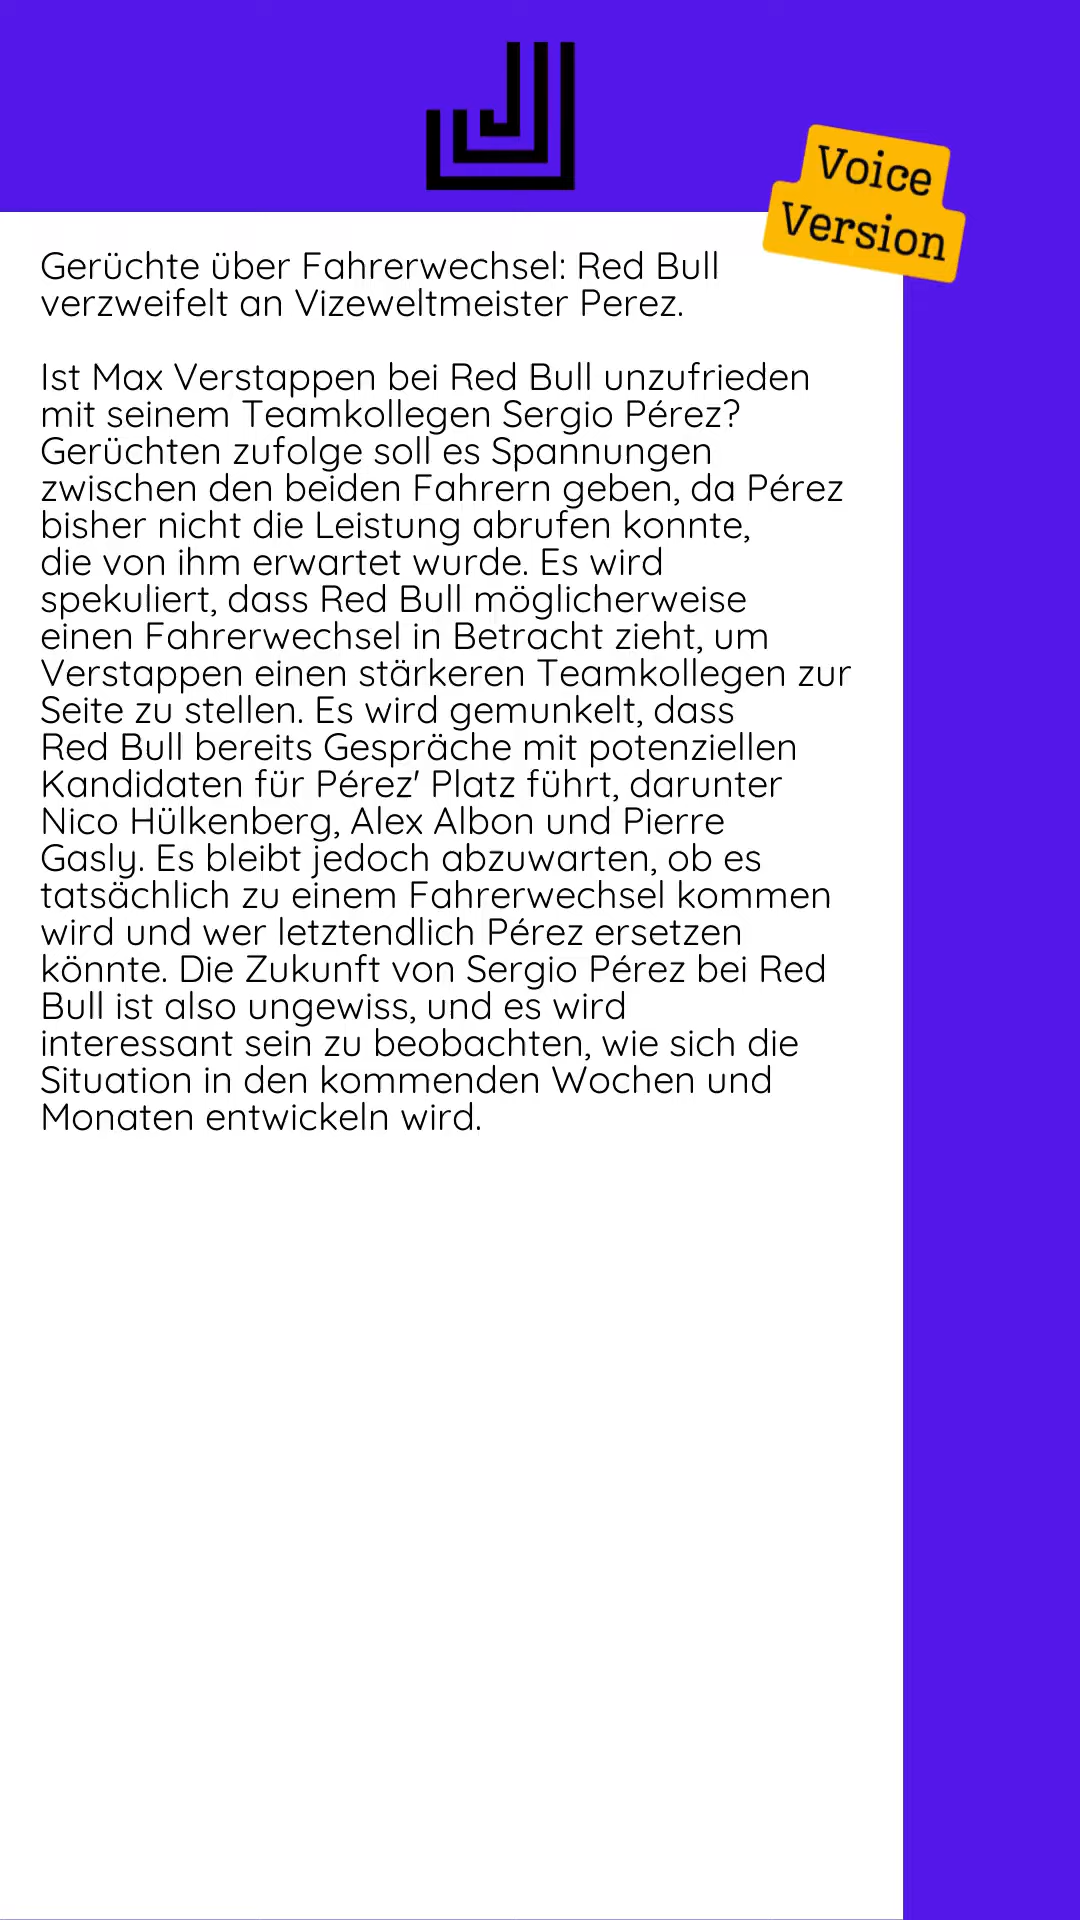 Voice
Version
Gerüchte über Fahrerwechsel: Red Bull
verzweifelt an Vizeweltmeister Perez.
Ist Max Verstappen bei Red Bull unzufrieden
mit seinem Teamkollegen Sergio Pérez?
Gerüchten zufolge soll es Spannungen
zwischen den beiden Fahrern geben, da Pérez
bisher nicht die Leistung abrufen konnte,
die von ihm erwartet wurde. Es wird
spekuliert, dass Red Bull möglicherweise
einen Fahrerwechsel in Betracht zieht, um
Verstappen einen stärkeren Teamkollegen zur
Seite zu stellen. Es wird gemunkelt, dass
Red Bull bereits Gespräche mit potenziellen
Kandidaten für Pérez' Platz führt, darunter
Nico Hülkenberg, Alex Albon und Pierre
Gasly. Es bleibt jedoch abzuwarten, ob es
tatsächlich zu einem Fahrerwechsel kommen
wird und wer letztendlich Pérez ersetzen
könnte. Die Zukunft von Sergio Pérez bei Red
Bull ist also ungewiss, und es wird
interessant sein zu beobachten, wie sich die
Situation in den kommenden Wochen und
Monaten entwickeln wird.